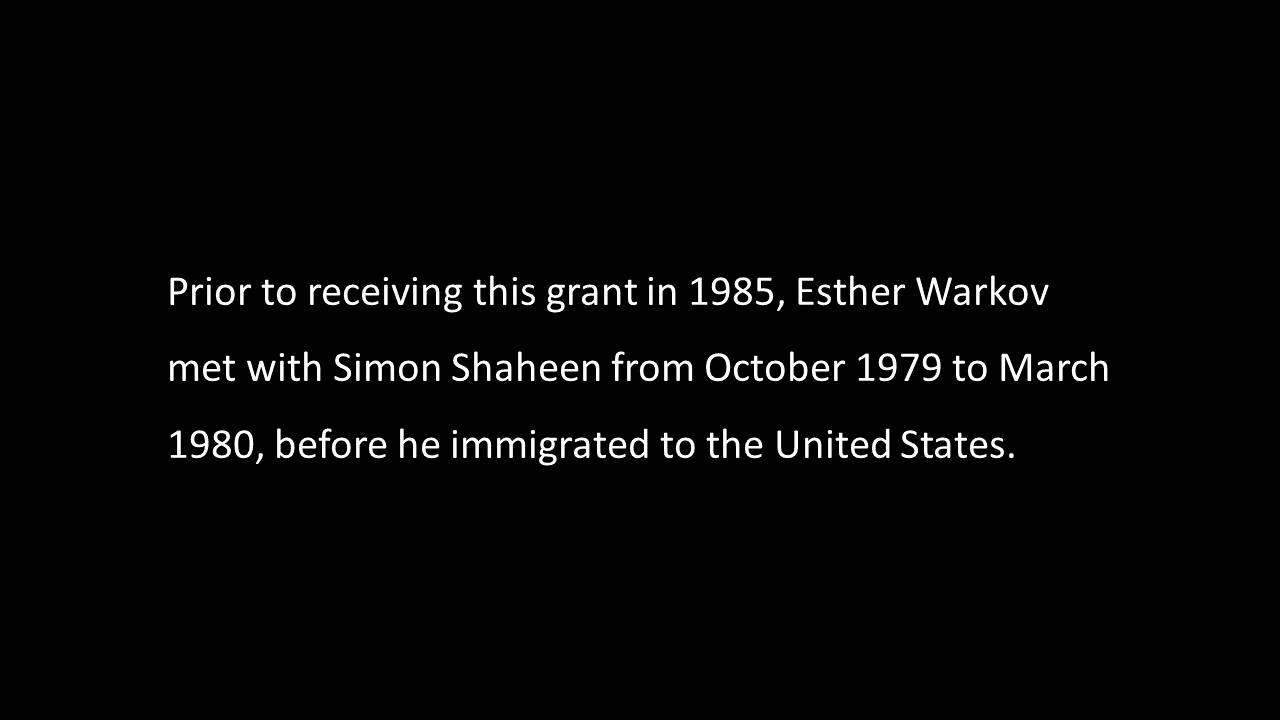 Prior to receiving this grant in 1985, Esther Warkov
met with Simon Shaheen from October 1979 to March
1980, before he immigrated to the United States.